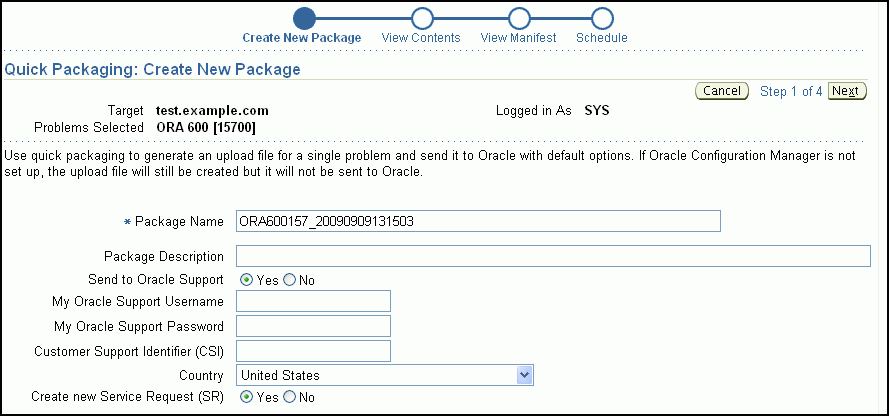 Create New Package View Contents View Manifest Schedule
Quick Packaging: Create New Package
Cancel Step 1 of 4 Next
Target test.example.com Logged in As SYS
Problems Selected ORA 600 [15700]
Use quick packaging to generate an upload file for a single problem and send it to Oracle with default options. If Oracle Configuration Manager is not
set up, the upload file will still be created but it will not be sent to Oracle.
* Package Name ORA600157_20090909131503
Package Description
Send to Oracle Support Yes No
My Oracle Support Username
My Oracle Support Password
Customer Support Identifier (CSI)
Country United States
Create new Service Request (SR) Yes No